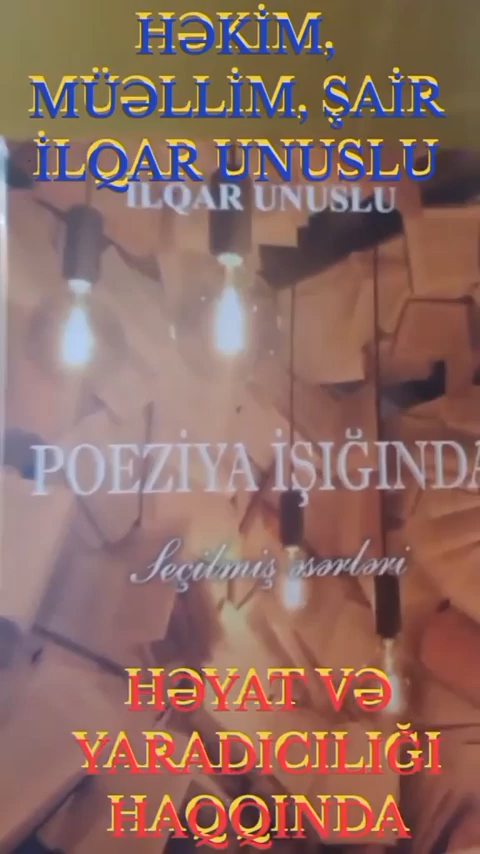 HƏKİM,
MÜƏLLİM, ŞAİR
İLQAR UNUSLU
İLQAR UNUSLU
POEZİYA İŞIĞINDA
Seçilmiş əsərləri
HƏYAT VƏ
YARADICILIĞI
HAQQINDA